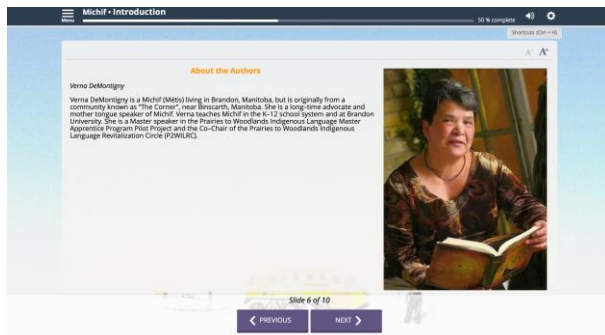 Michif • Introduction
Menu
50 % complete
Shortcuts (Ctrl + H)
A- A+
About the Authors
Verna DeMontigny
Verna DeMontigny is a Michif (Métis) living in Brandon, Manitoba, but is originally from a
community known as "The Corner", near Binscarth, Manitoba. She is a long-time advocate and
mother tongue speaker of Michif. Verna teaches Michif in the K-12 school system and at Brandon
University. She is a Master speaker in the Prairies to Woodlands Indigenous Language Master
Apprentice Program Pilot Project and the Co-Chair of the Prairies to Woodlands Indigenous
Language Revitalization Circle (P2WILRC).
Slide 6 of 10
PREVIOUS
NEXT